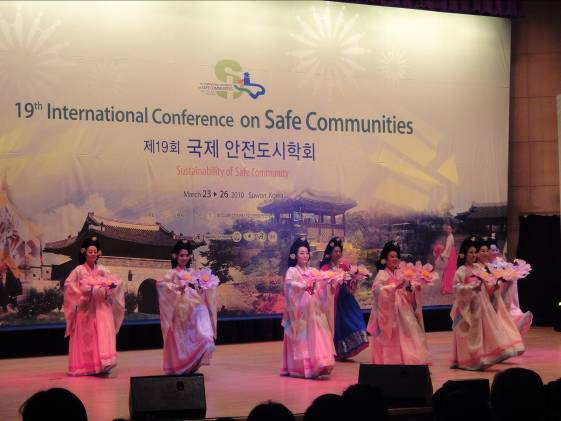 19th International Conference on Safe Communities
제19회 국제 안전도시학회
Sustainability of Safe Community
March 23 ▸ 26 2010 Suwon, Korea